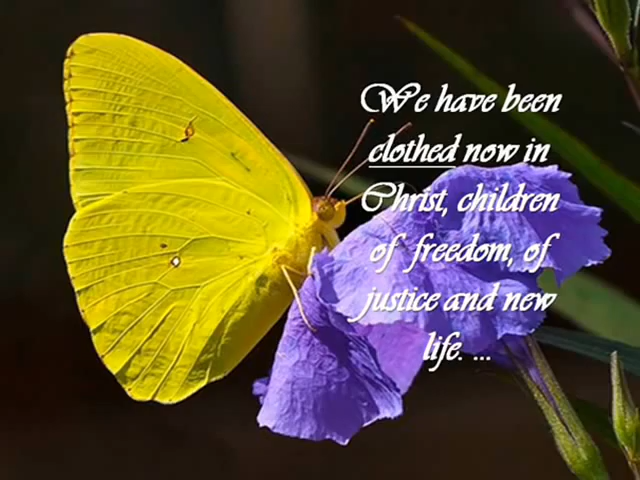 We have been
clothed now in
Christ, children
of freedom, of
justice and new
life. ...